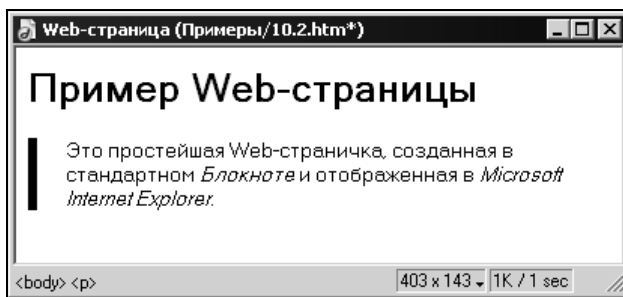 Web-страница (Примеры/10.2.htm*)
Пример Web-страницы
Это простейшая Web-страничка, созданная в
стандартном Блокноте и отображенная в Microsoft
Internet Explorer.
<body> <p> 403 x 143 1K / 1 sec